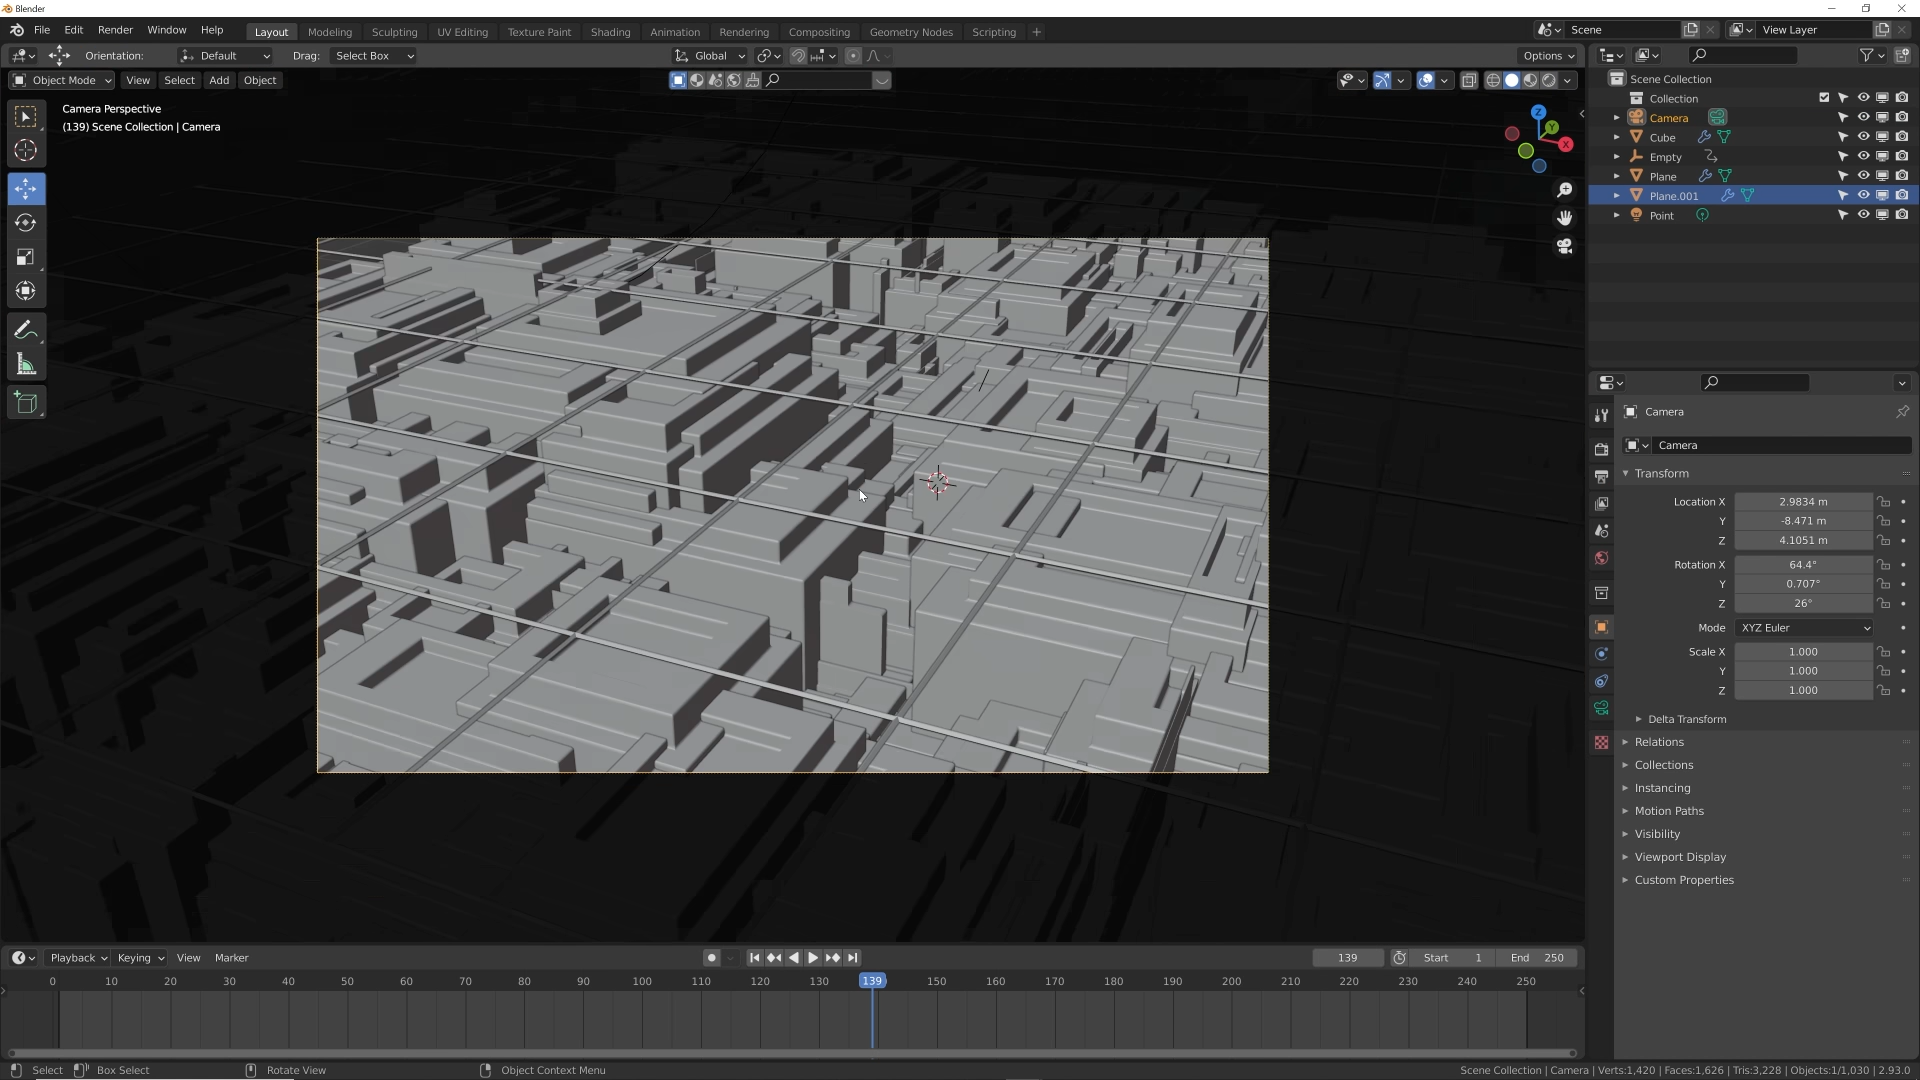 Blender
File Edit Render Window Help Layout Modeling Sculpting UV Editing Texture Paint Shading Animation Rendering Compositing Geometry Nodes Scripting + Scene View Layer
Orientation: Default Drag: Select Box Global Options
Object Mode View Select Add Object
Camera Perspective
(139) Scene Collection | Camera
Z
Y
X
Scene Collection
Collection
Camera
Cube
Empty
Plane
Plane.001
Point
Camera
Camera
Transform
Location X 2.9834 m
Y -8.471 m
Z 4.1051 m
Rotation X 64.4°
Y 0.707°
Z 26°
Mode XYZ Euler
Scale X 1.000
Y 1.000
Z 1.000
Delta Transform
Relations
Collections
Instancing
Motion Paths
Visibility
Viewport Display
Custom Properties
Playback Keying View Marker 139 Start 1 End 250
0 10 20 30 40 50 60 70 80 90 100 110 120 130 139 150 160 170 180 190 200 210 220 230 240 250
Select Box Select Rotate View Object Context Menu Scene Collection | Camera | Verts:1,420 | Faces:1,626 | Tris:3,228 | Objects:1/1,030 | 2.93.0